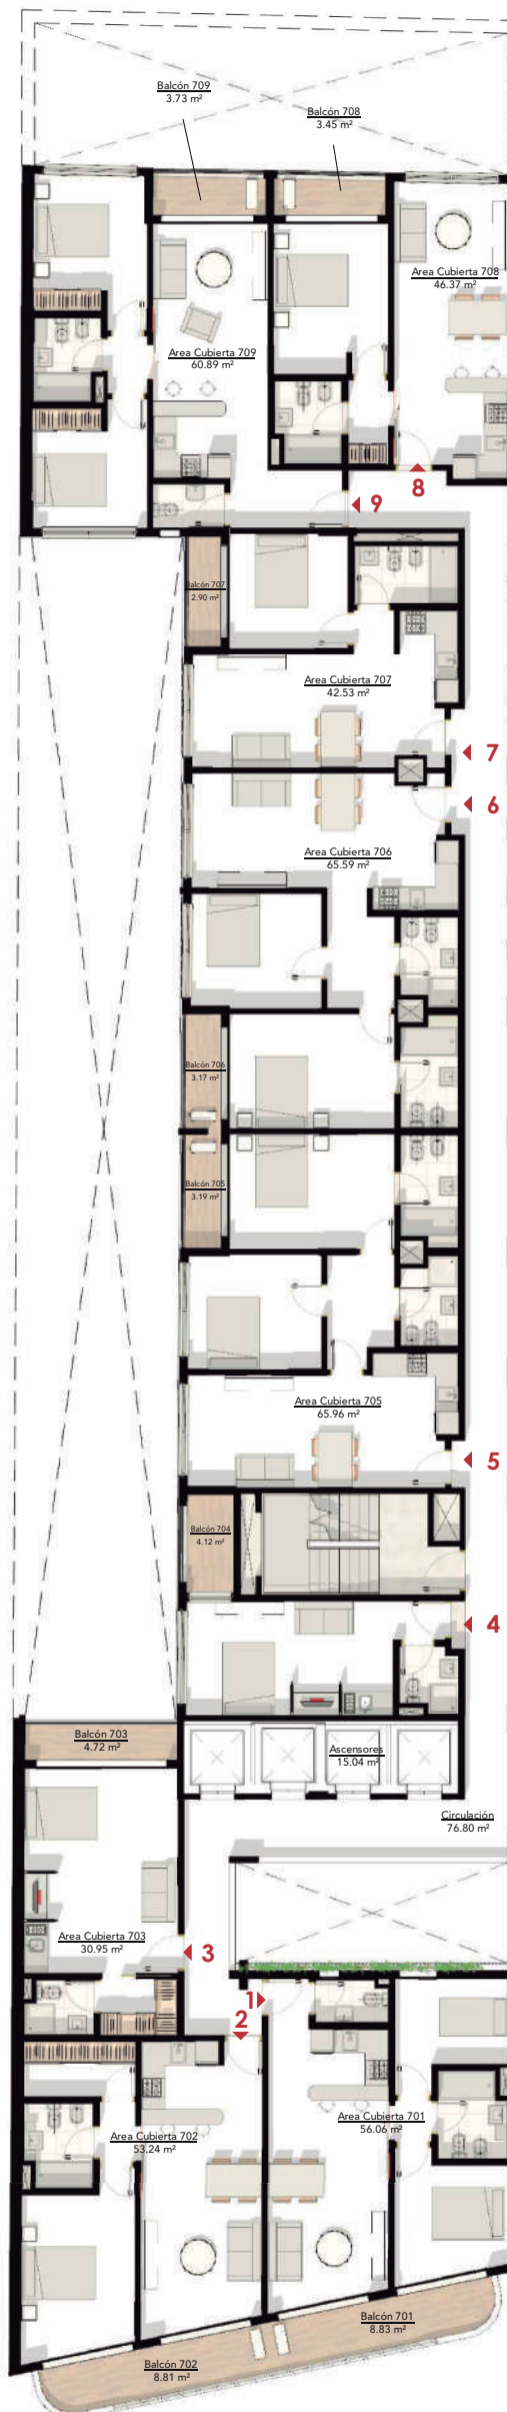 Balcón 709
3.73 m²
Balcón 708
3.45 m²
Area Cubierta 708
46.37 m²
Area Cubierta 709
60.89 m²
8
9
Balcón 707
2.90 m²
Area Cubierta 707
42.53 m²
7
6
Area Cubierta 706
65.59 m²
Balcón 706
3.17 m²
Balcón 705
3.19 m²
Area Cubierta 705
65.96 m²
5
Balcón 704
4.12 m²
4
Balcón 703
4.72 m²
Ascensores
15.04 m²
Circulación
76.80 m²
Area Cubierta 703
30.95 m²
3
1
2
Area Cubierta 701
56.06 m²
Area Cubierta 702
53.24 m²
Balcón 701
8.83 m²
Balcón 702
8.81 m²